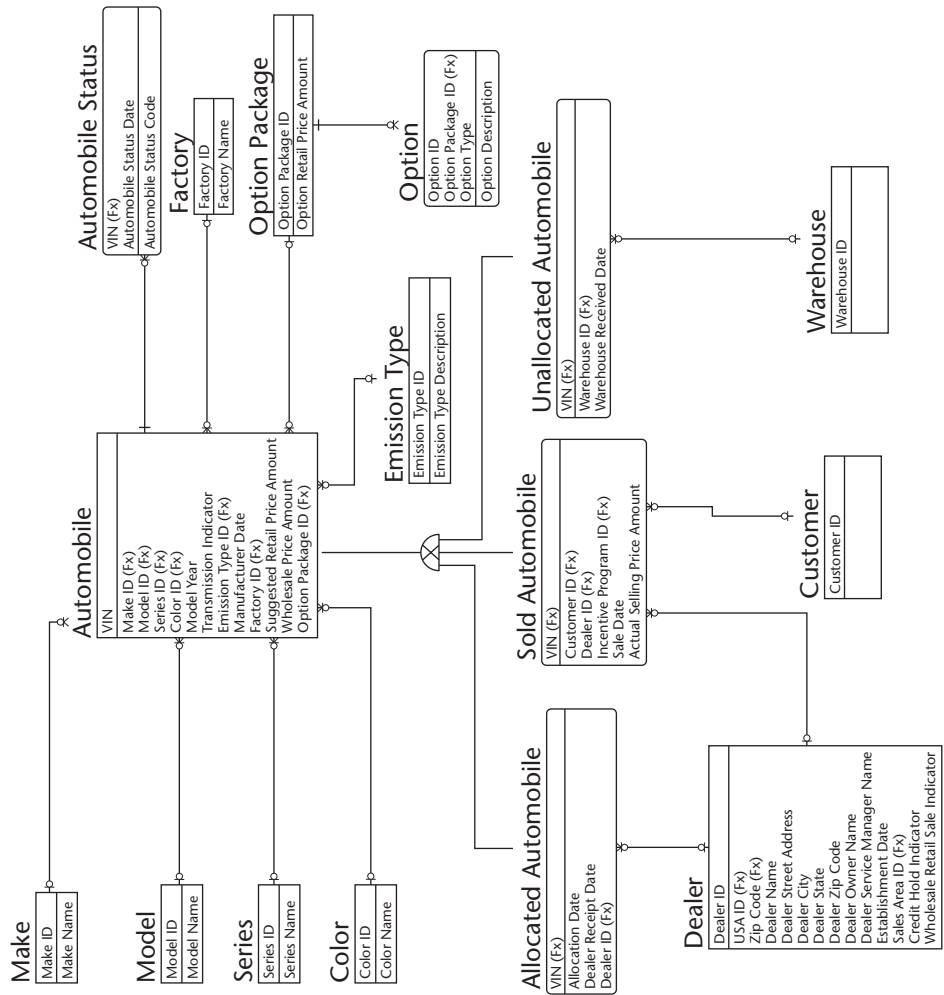 Make
Make ID
Make Name
Model
Model ID
Model Name
Series
Series ID
Series Name
Color
Color ID
Color Name
Automobile
VIN
Make ID (Fx)
Model ID (Fx)
Series ID (Fx)
Color ID (Fx)
Model Year
Transmission Indicator
Emission Type ID (Fx)
Manufacturer Date
Factory ID (Fx)
Suggested Retail Price Amount
Wholesale Price Amount
Option Package ID (Fx)
Automobile Status
VIN (Fx)
Automobile Status Date
Automobile Status Code
Factory
Factory ID
Factory Name
Option Package
Option Package ID
Option Retail Price Amount
Option
Option ID
Option Package ID (Fx)
Option Type
Option Description
Emission Type
Emission Type ID
Emission Type Description
Allocated Automobile
VIN (Fx)
Allocation Date
Dealer Receipt Date
Dealer ID (Fx)
Sold Automobile
VIN (Fx)
Customer ID (Fx)
Dealer ID (Fx)
Incentive Program ID (Fx)
Sale Date
Actual Selling Price Amount
Unallocated Automobile
VIN (Fx)
Warehouse ID (Fx)
Warehouse Received Date
Dealer
Dealer ID
USA ID (Fx)
Zip Code (Fx)
Dealer Name
Dealer Street Address
Dealer City
Dealer State
Dealer Zip Code
Dealer Owner Name
Dealer Service Manager Name
Establishment Date
Sales Area ID (Fx)
Credit Hold Indicator
Wholesale Retail Sale Indicator
Customer
Customer ID
Warehouse
Warehouse ID